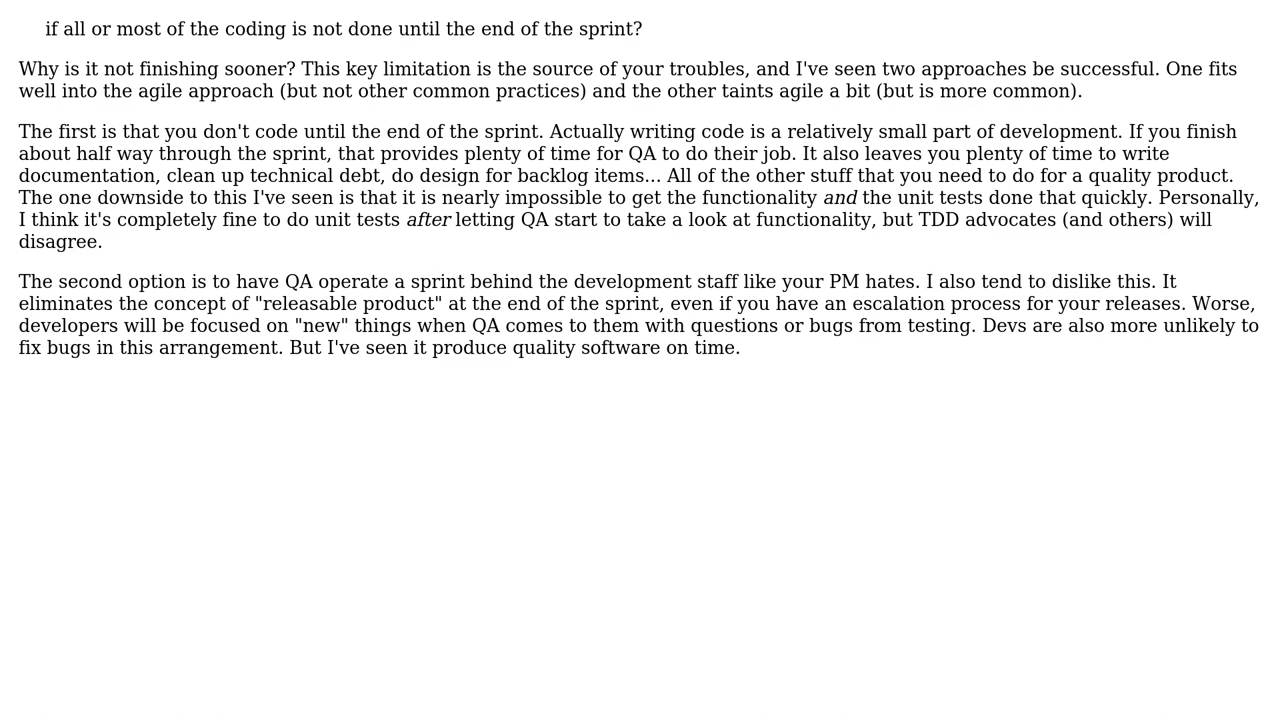 if all or most of the coding is not done until the end of the sprint?
Why is it not finishing sooner? This key limitation is the source of your troubles, and I've seen two approaches be successful. One fits
well into the agile approach (but not other common practices) and the other taints agile a bit (but is more common).
The first is that you don't code until the end of the sprint. Actually writing code is a relatively small part of development. If you finish
about half way through the sprint, that provides plenty of time for QA to do their job. It also leaves you plenty of time to write
documentation, clean up technical debt, do design for backlog items... All of the other stuff that you need to do for a quality product.
The one downside to this I've seen is that it is nearly impossible to get the functionality and the unit tests done that quickly. Personally,
I think it's completely fine to do unit tests after letting QA start to take a look at functionality, but TDD advocates (and others) will
disagree.
The second option is to have QA operate a sprint behind the development staff like your PM hates. I also tend to dislike this. It
eliminates the concept of "releasable product" at the end of the sprint, even if you have an escalation process for your releases. Worse,
developers will be focused on "new" things when QA comes to them with questions or bugs from testing. Devs are also more unlikely to
fix bugs in this arrangement. But I've seen it produce quality software on time.